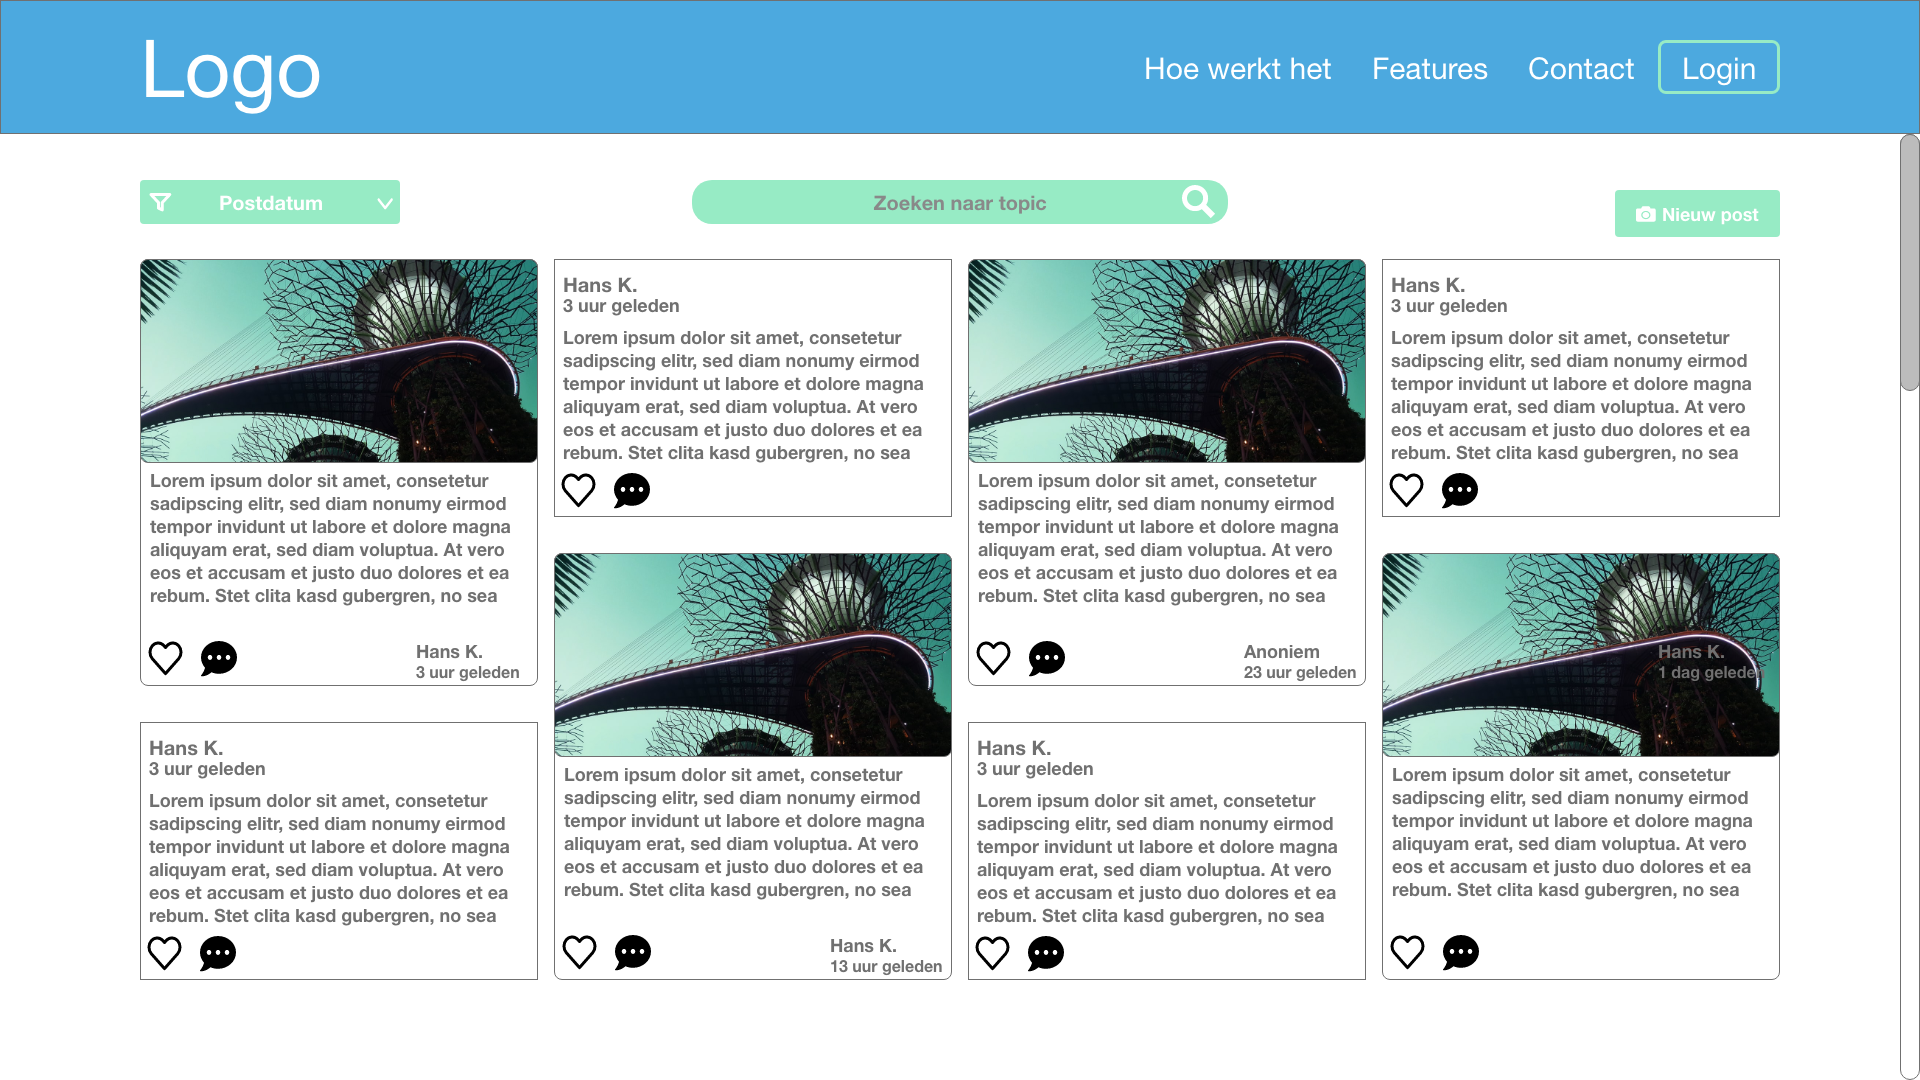 Logo
Hoe werkt het
Features
Contact
Login
Postdatum
Zoeken naar topic
Nieuw post
Lorem ipsum dolor sit amet, consetetur
sadipscing elitr, sed diam nonumy eirmod
tempor invidunt ut labore et dolore magna
aliquyam erat, sed diam voluptua. At vero
eos et accusam et justo duo dolores et ea
rebum. Stet clita kasd gubergren, no sea
Hans K.
3 uur geleden
Hans K.
3 uur geleden
Lorem ipsum dolor sit amet, consetetur
sadipscing elitr, sed diam nonumy eirmod
tempor invidunt ut labore et dolore magna
aliquyam erat, sed diam voluptua. At vero
eos et accusam et justo duo dolores et ea
rebum. Stet clita kasd gubergren, no sea
Lorem ipsum dolor sit amet, consetetur
sadipscing elitr, sed diam nonumy eirmod
tempor invidunt ut labore et dolore magna
aliquyam erat, sed diam voluptua. At vero
eos et accusam et justo duo dolores et ea
rebum. Stet clita kasd gubergren, no sea
Anoniem
23 uur geleden
Hans K.
3 uur geleden
Lorem ipsum dolor sit amet, consetetur
sadipscing elitr, sed diam nonumy eirmod
tempor invidunt ut labore et dolore magna
aliquyam erat, sed diam voluptua. At vero
eos et accusam et justo duo dolores et ea
rebum. Stet clita kasd gubergren, no sea
Hans K.
3 uur geleden
Lorem ipsum dolor sit amet, consetetur
sadipscing elitr, sed diam nonumy eirmod
tempor invidunt ut labore et dolore magna
aliquyam erat, sed diam voluptua. At vero
eos et accusam et justo duo dolores et ea
rebum. Stet clita kasd gubergren, no sea
Lorem ipsum dolor sit amet, consetetur
sadipscing elitr, sed diam nonumy eirmod
tempor invidunt ut labore et dolore magna
aliquyam erat, sed diam voluptua. At vero
eos et accusam et justo duo dolores et ea
rebum. Stet clita kasd gubergren, no sea
Hans K.
13 uur geleden
Hans K.
3 uur geleden
Lorem ipsum dolor sit amet, consetetur
sadipscing elitr, sed diam nonumy eirmod
tempor invidunt ut labore et dolore magna
aliquyam erat, sed diam voluptua. At vero
eos et accusam et justo duo dolores et ea
rebum. Stet clita kasd gubergren, no sea
Hans K.
1 dag geleden
Lorem ipsum dolor sit amet, consetetur
sadipscing elitr, sed diam nonumy eirmod
tempor invidunt ut labore et dolore magna
aliquyam erat, sed diam voluptua. At vero
eos et accusam et justo duo dolores et ea
rebum. Stet clita kasd gubergren, no sea